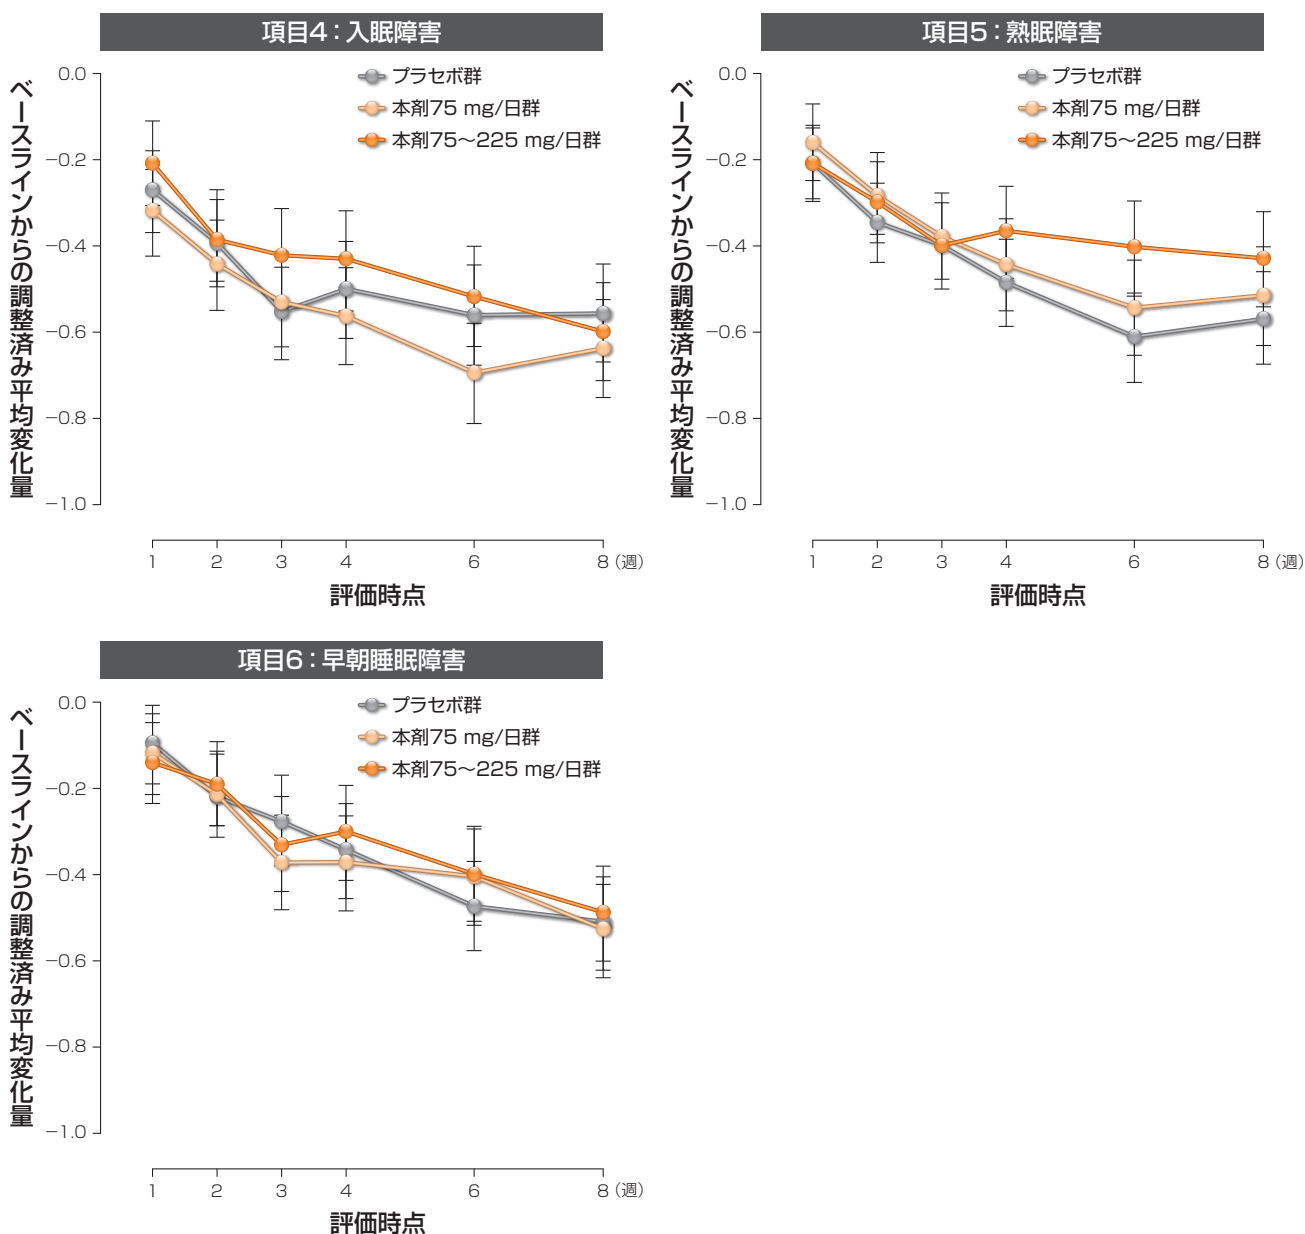 項目4：入眠障害
ベースラインからの調整済み平均変化量
0.0
−0.2
−0.4
−0.6
−0.8
−1.0
プラセボ群
本剤75 mg/日群
本剤75～225 mg/日群
1 2 3 4 6 8（週）
評価時点
項目5：熟眠障害
ベースラインからの調整済み平均変化量
0.0
−0.2
−0.4
−0.6
−0.8
−1.0
プラセボ群
本剤75 mg/日群
本剤75～225 mg/日群
1 2 3 4 6 8（週）
評価時点
項目6：早朝睡眠障害
ベースラインからの調整済み平均変化量
0.0
−0.2
−0.4
−0.6
−0.8
−1.0
プラセボ群
本剤75 mg/日群
本剤75～225 mg/日群
1 2 3 4 6 8（週）
評価時点